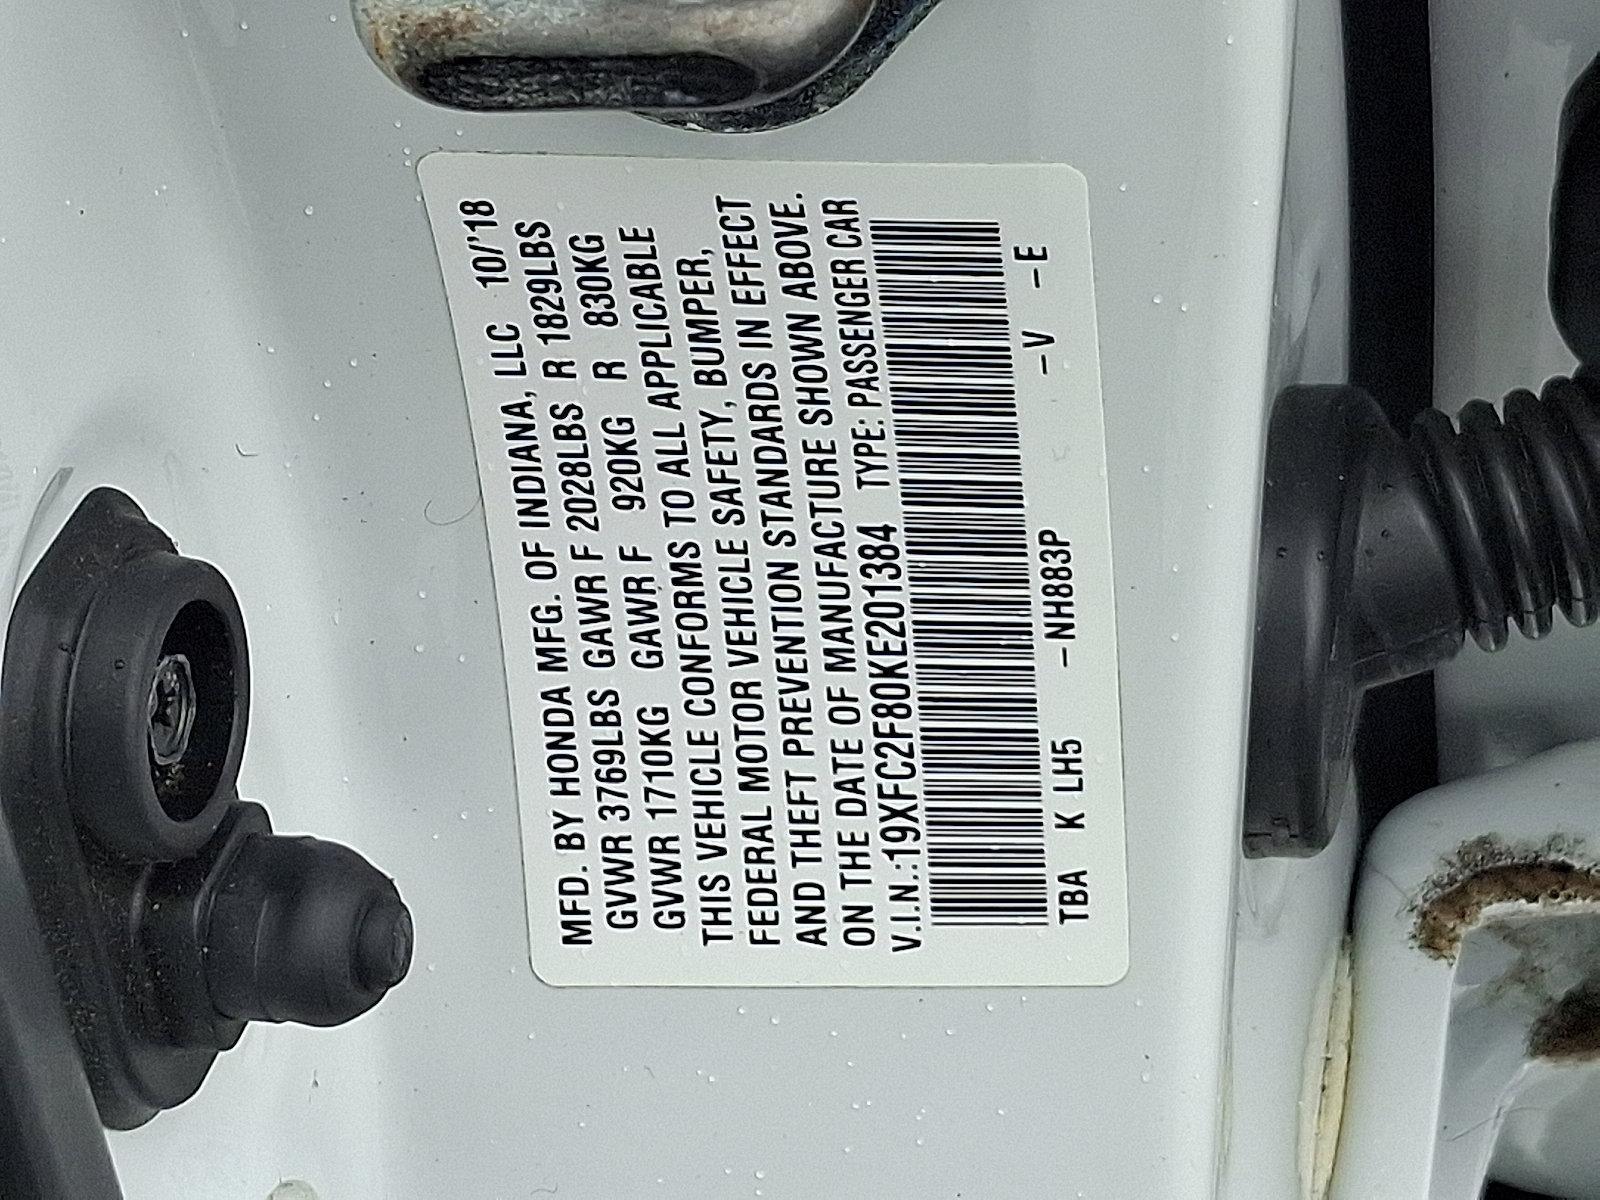 MFD. BY HONDA MFG. OF INDIANA, LLC 10/'18
GVWR 3769LBS GAWR F 2028LBS R 1829LBS
GVWR 1710KG GAWR F 920KG R 830KG
THIS VEHICLE CONFORMS TO ALL APPLICABLE
FEDERAL MOTOR VEHICLE SAFETY, BUMPER,
AND THEFT PREVENTION STANDARDS IN EFFECT
ON THE DATE OF MANUFACTURE SHOWN ABOVE.
V.I.N.:19XFC2F80KE201384 TYPE: PASSENGER CAR
TBA K LH5 –NH883P –V –E